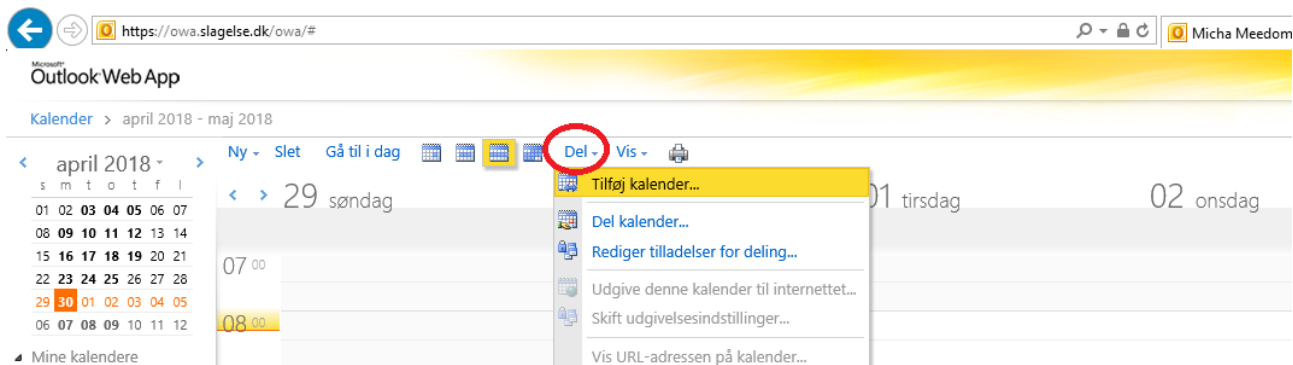 https://owa.slagelse.dk/owa/#
Micha Meedom
Microsoft®
Outlook Web App
Kalender > april 2018 - maj 2018
Ny Slet Gå til i dag Del Vis
april 2018
s m t o t f l
01 02 03 04 05 06 07
08 09 10 11 12 13 14
15 16 17 18 19 20 21
22 23 24 25 26 27 28
29 30 01 02 03 04 05
06 07 08 09 10 11 12
Mine kalendere
29 søndag
01 tirsdag
02 onsdag
07 00
08 00
Tilføj kalender...
Del kalender...
Rediger tilladelser for deling...
Udgive denne kalender til internettet...
Skift udgivelsesindstillinger...
Vis URL-adressen på kalender...